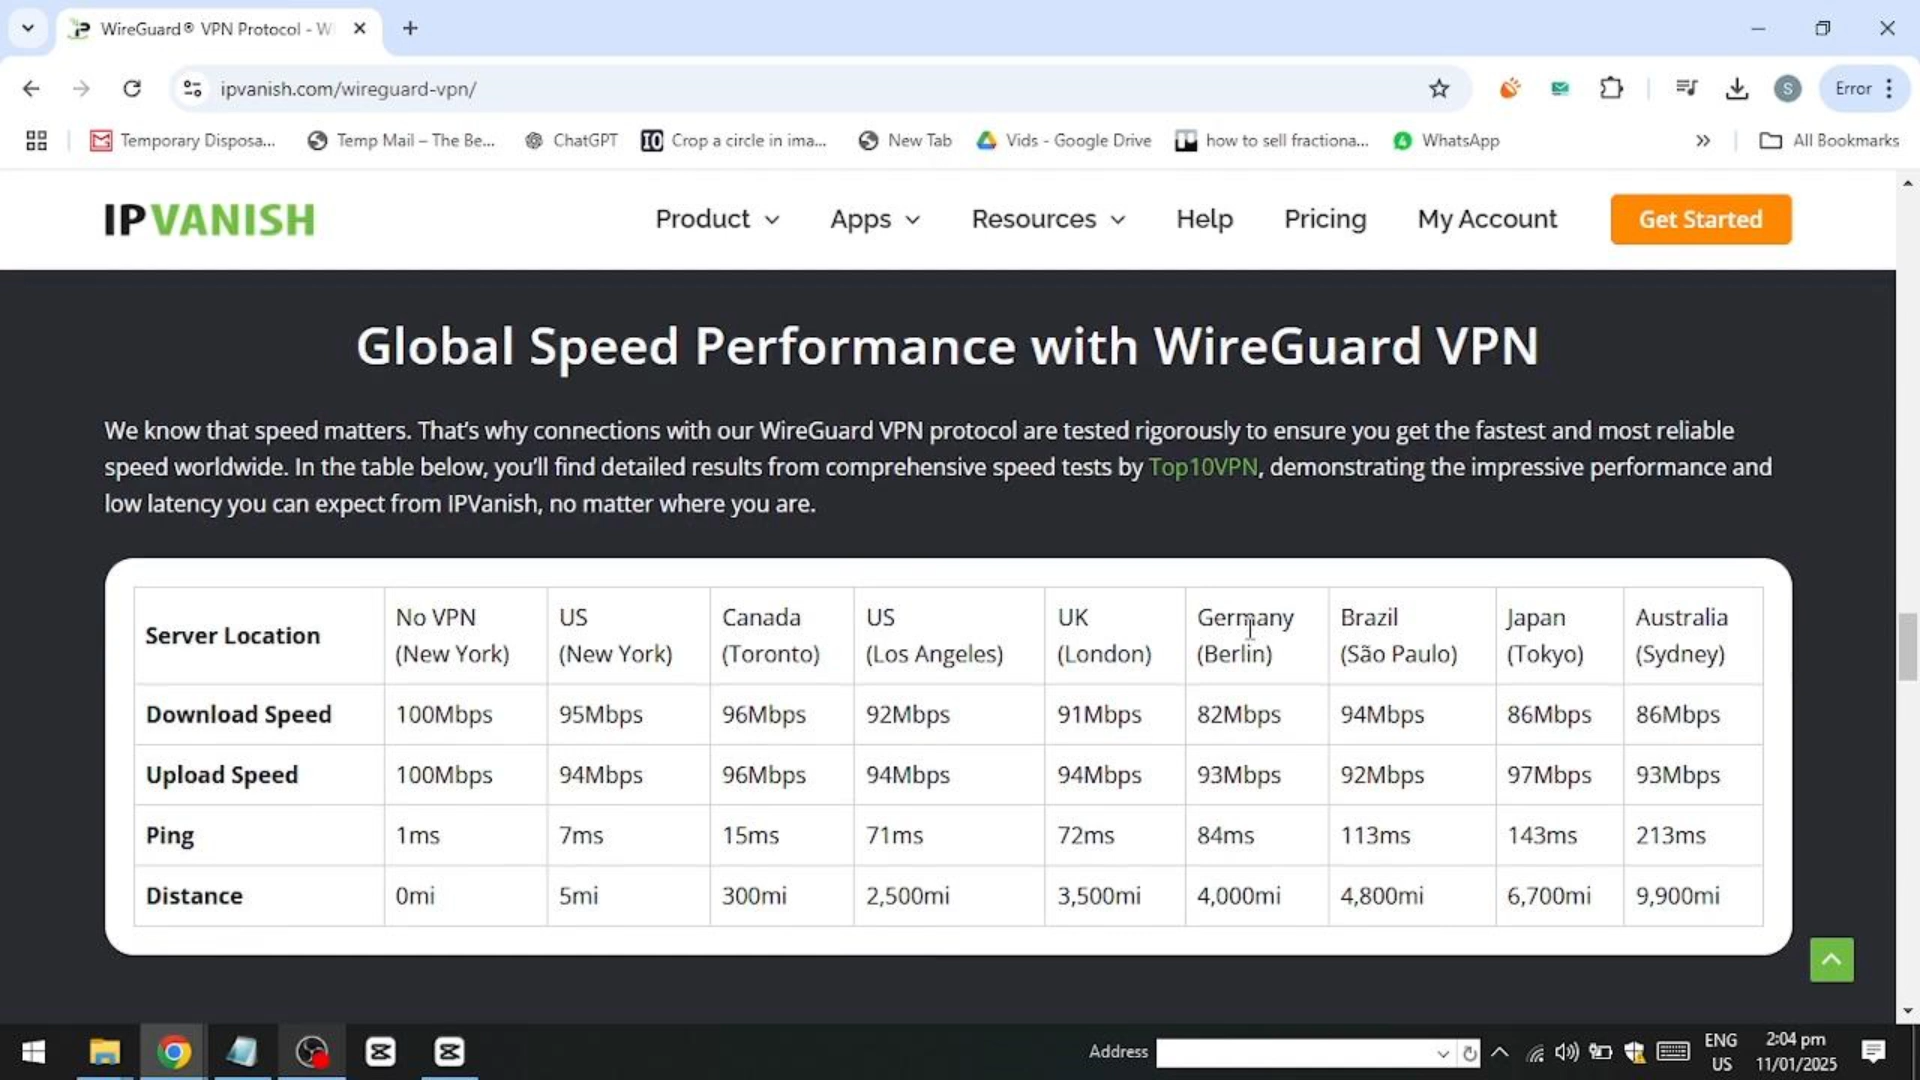 WireGuard® VPN Protocol - W
ipvanish.com/wireguard-vpn/
S
Error
Temporary Disposa...
Temp Mail – The Be...
ChatGPT
Crop a circle in ima...
New Tab
Vids - Google Drive
how to sell fractiona...
WhatsApp
All Bookmarks
IPVANISH
Product
Apps
Resources
Help
Pricing
My Account
Get Started
Global Speed Performance with WireGuard VPN
We know that speed matters. That’s why connections with our WireGuard VPN protocol are tested rigorously to ensure you get the fastest and most reliable
speed worldwide. In the table below, you’ll find detailed results from comprehensive speed tests by Top10VPN, demonstrating the impressive performance and
low latency you can expect from IPVanish, no matter where you are.
Server Location
No VPN
(New York)
US
(New York)
Canada
(Toronto)
US
(Los Angeles)
UK
(London)
Germany
(Berlin)
Brazil
(São Paulo)
Japan
(Tokyo)
Australia
(Sydney)
Download Speed 100Mbps 95Mbps 96Mbps 92Mbps 91Mbps 82Mbps 94Mbps 86Mbps 86Mbps
Upload Speed 100Mbps 94Mbps 96Mbps 94Mbps 94Mbps 93Mbps 92Mbps 97Mbps 93Mbps
Ping 1ms 7ms 15ms 71ms 72ms 84ms 113ms 143ms 213ms
Distance 0mi 5mi 300mi 2,500mi 3,500mi 4,000mi 4,800mi 6,700mi 9,900mi
Address
ENG
US
2:04 pm
11/01/2025